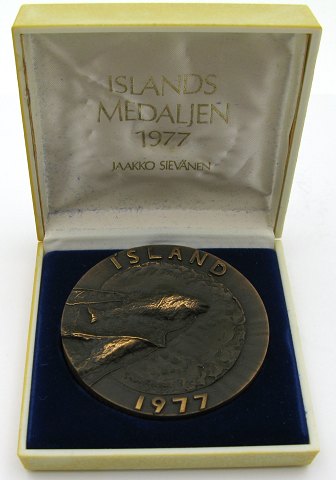 ISLANDS
MEDALJEN
1977
JAAKKO SIEVÄNEN
ISLAND
1977